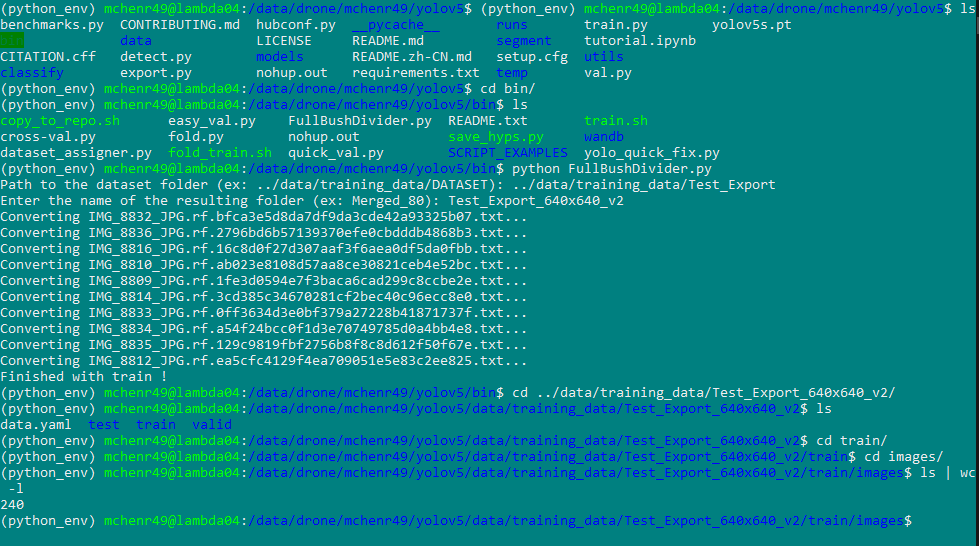 (python_env) mchenr49@lambda04:/data/drone/mchenr49/yolov5$ (python_env) mchenr49@lambda04:/data/drone/mchenr49/yolov5$ ls
benchmarks.py  CONTRIBUTING.md  hubconf.py  __pycache__  runs  train.py  yolov5s.pt
data  LICENSE  README.md  segment  tutorial.ipynb
CITATION.cff  detect.py  models  README.zh-CN.md  setup.cfg  utils
classify  export.py  nohup.out  requirements.txt  temp  val.py
(python_env) mchenr49@lambda04:/data/drone/mchenr49/yolov5$ cd bin/
(python_env) mchenr49@lambda04:/data/drone/mchenr49/yolov5/bin$ ls
copy_to_repo.sh  easy_val.py  FullBushDivider.py  README.txt  train.sh
cross-val.py  fold.py  nohup.out  save_hyps.py  wandb
dataset_assigner.py  fold_train.sh  quick_val.py  SCRIPT_EXAMPLES  yolo_quick_fix.py
(python_env) mchenr49@lambda04:/data/drone/mchenr49/yolov5/bin$ python FullBushDivider.py
Path to the dataset folder (ex: ../data/training_data/DATASET): ../data/training_data/Test_Export
Enter the name of the resulting folder (ex: Merged_80): Test_Export_640x640_v2
Converting IMG_8832_JPG.rf.bfca3e5d8da7df9da3cde42a93325b07.txt...
Converting IMG_8836_JPG.rf.2796bd6b57139370efe0cbdddb4868b3.txt...
Converting IMG_8816_JPG.rf.16c8d0f27d307aaf3f6aea0df5da0fbb.txt...
Converting IMG_8810_JPG.rf.ab023e8108d57aa8ce30821ceb4e52bc.txt...
Converting IMG_8809_JPG.rf.1fe3d0594e7f3baca6cad299c8ccbe2e.txt...
Converting IMG_8814_JPG.rf.3cd385c34670281cf2bec40c96ecc8e0.txt...
Converting IMG_8833_JPG.rf.0ff3634d3e0bf379a27228b41871737f.txt...
Converting IMG_8834_JPG.rf.a54f24bcc0f1d3e70749785d0a4bb4e8.txt...
Converting IMG_8835_JPG.rf.129c9819fbf2756b8f8c8d612f50f67e.txt...
Converting IMG_8812_JPG.rf.ea5cfc4129f4ea709051e5e83c2ee825.txt...
Finished with train !
(python_env) mchenr49@lambda04:/data/drone/mchenr49/yolov5/bin$ cd ../data/training_data/Test_Export_640x640_v2/
(python_env) mchenr49@lambda04:/data/drone/mchenr49/yolov5/data/training_data/Test_Export_640x640_v2$ ls
data.yaml  test  train  valid
(python_env) mchenr49@lambda04:/data/drone/mchenr49/yolov5/data/training_data/Test_Export_640x640_v2$ cd train/
(python_env) mchenr49@lambda04:/data/drone/mchenr49/yolov5/data/training_data/Test_Export_640x640_v2/train$ cd images/
(python_env) mchenr49@lambda04:/data/drone/mchenr49/yolov5/data/training_data/Test_Export_640x640_v2/train/images$ ls | wc
-l
240
(python_env) mchenr49@lambda04:/data/drone/mchenr49/yolov5/data/training_data/Test_Export_640x640_v2/train/images$